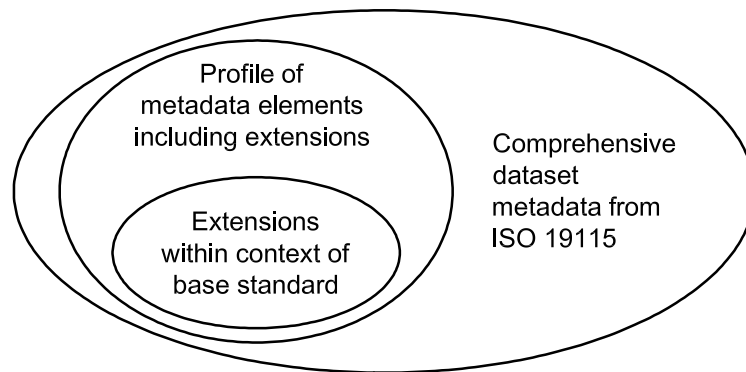 Profile of
metadata elements
including extensions
Comprehensive
dataset
metadata from
ISO 19115
Extensions
within context of
base standard